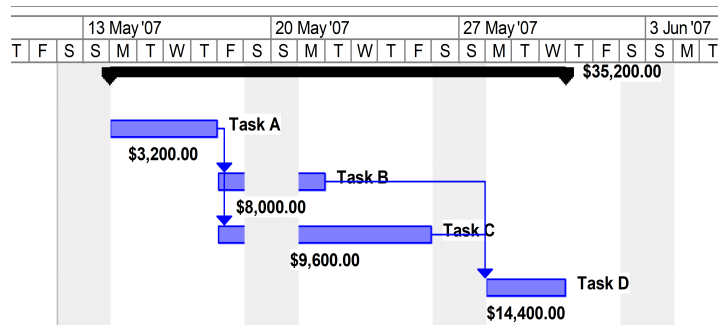 13 May '07 20 May '07 27 May '07 3 Jun '07
T F S S M T W T F S S M T W T F S S M T W T F S S M T
$35,200.00
Task A
$3,200.00
Task B
$8,000.00
Task C
$9,600.00
Task D
$14,400.00